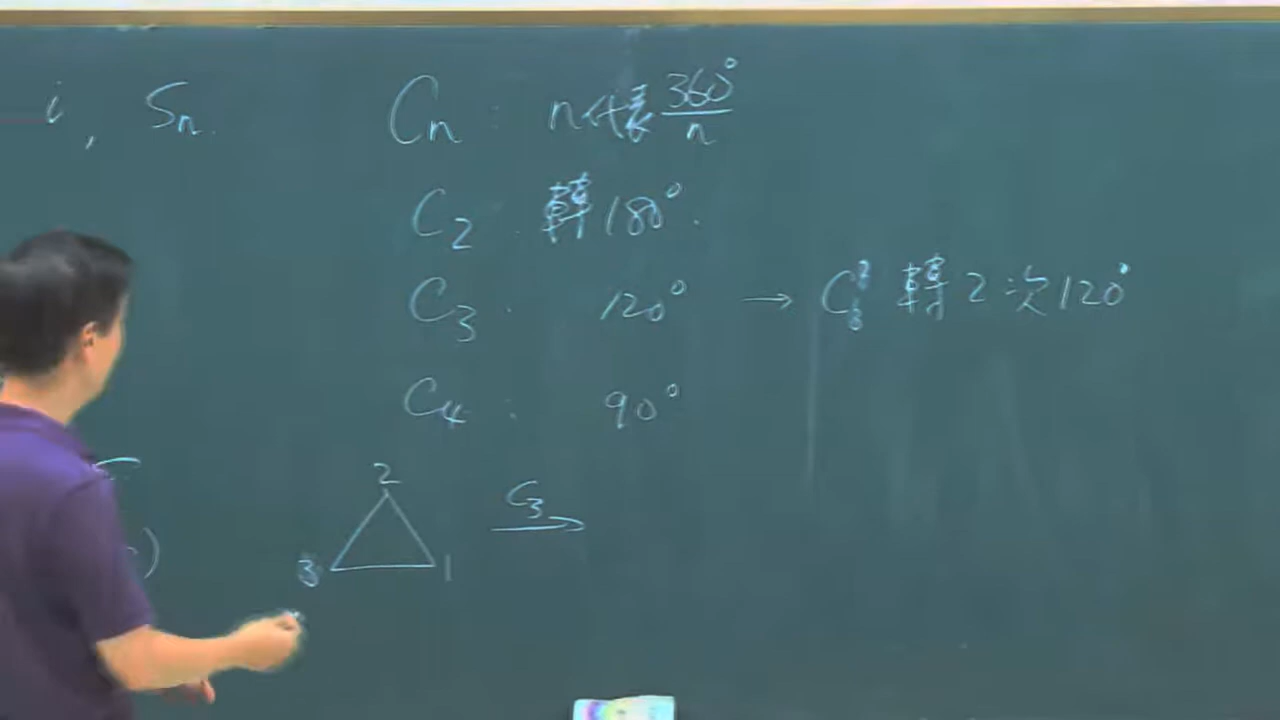 i , Sn.
Cn : n代表 360°/n
C2 : 轉180°.
C3 : 120° → C3² 轉2次120°
C4 : 90°
2
3 1
C3